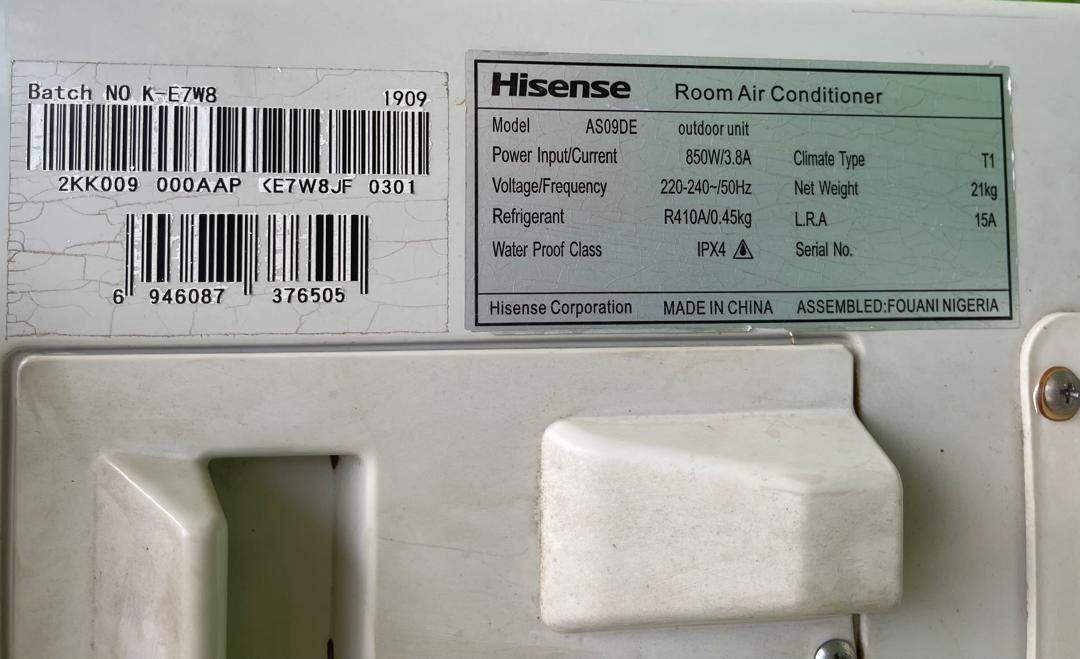 Batch NO K-E7W8 1909
2KK009 000AAP KE7W8JF 0301
6 946087 376505
Hisense Room Air Conditioner
Model AS09DE outdoor unit
Power Input/Current 850W/3.8A Climate Type T1
Voltage/Frequency 220-240~/50Hz Net Weight 21kg
Refrigerant R410A/0.45kg L.R.A 15A
Water Proof Class IPX4 Serial No.
Hisense Corporation MADE IN CHINA ASSEMBLED:FOUANI NIGERIA